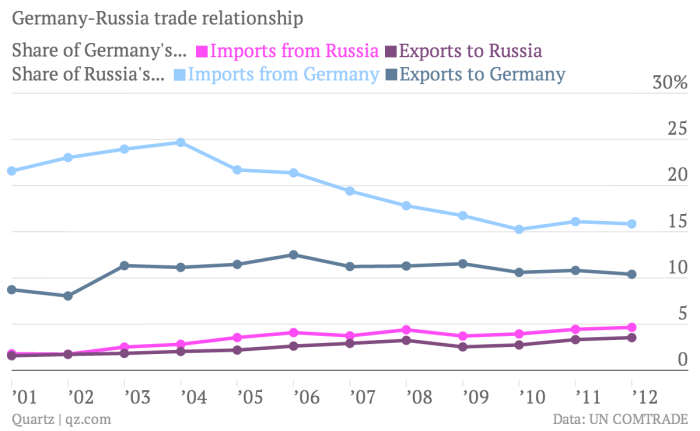 Germany-Russia trade relationship
Share of Germany's... Imports from Russia Exports to Russia
Share of Russia's... Imports from Germany Exports to Germany
30%
25
20
15
10
5
0
’01 ’02 ’03 ’04 ’05 ’06 ’07 ’08 ’09 ’10 ’11 ’12
Quartz | qz.com Data: UN COMTRADE